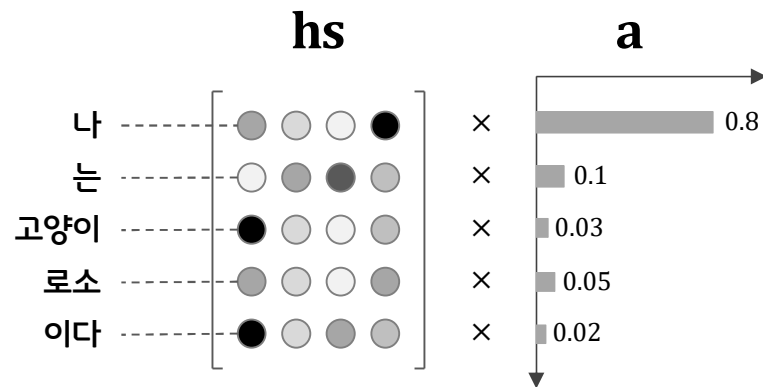 hs a
나 × 0.8
는 × 0.1
고양이 × 0.03
로소 × 0.05
이다 × 0.02